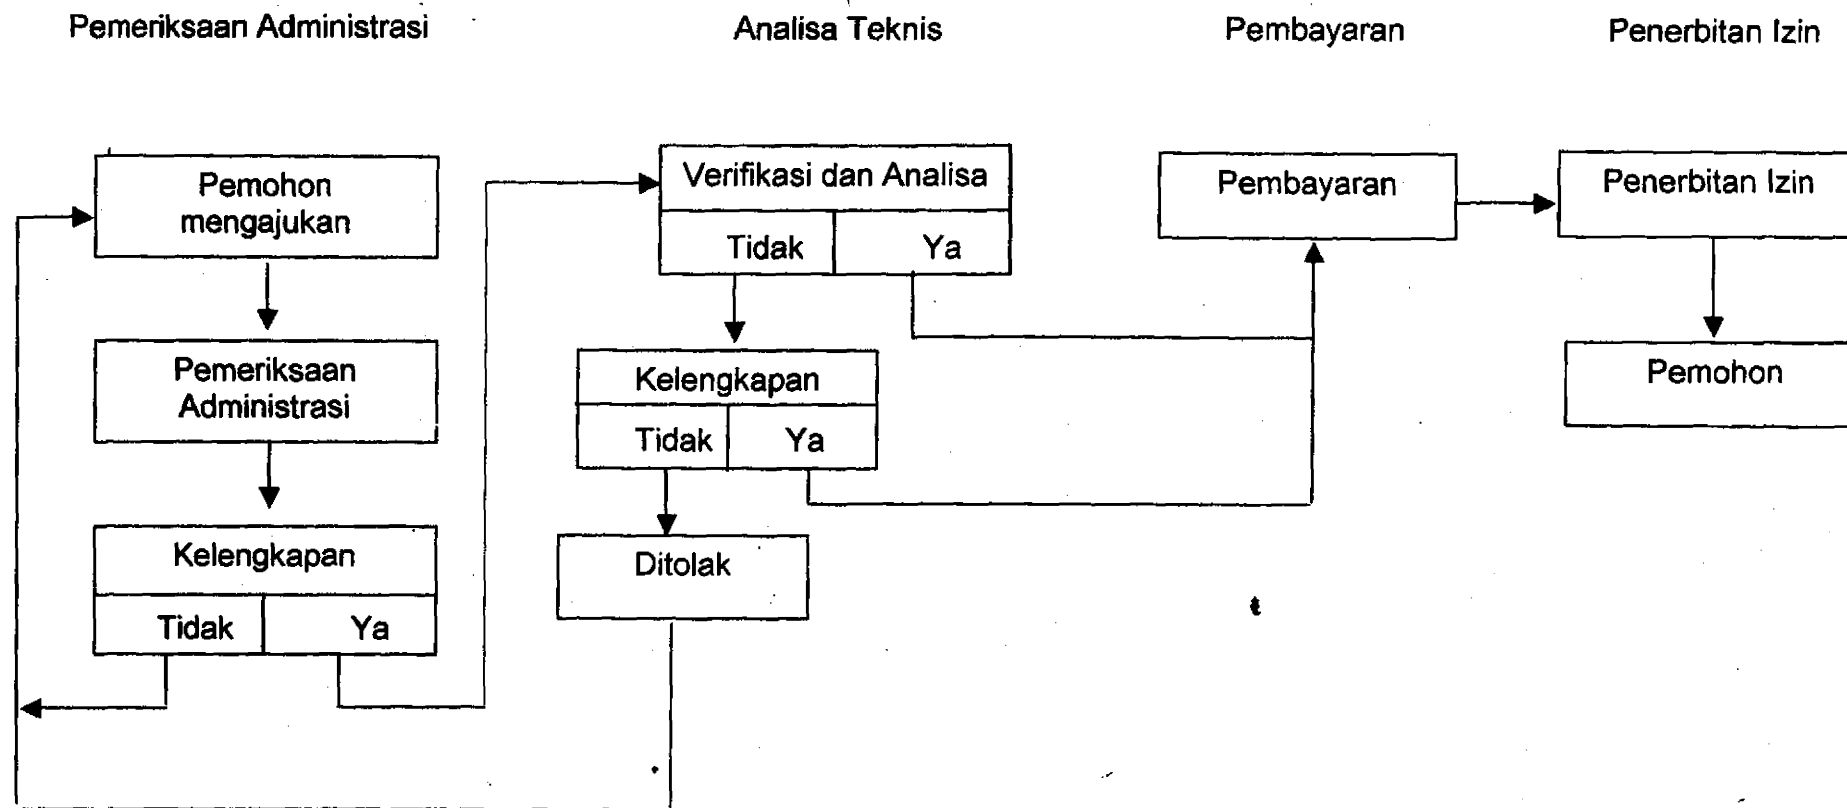 Pemeriksaan Administrasi
Analisa Teknis
Pembayaran
Penerbitan Izin
Pemohon
mengajukan
Pemeriksaan
Administrasi
Kelengkapan
Tidak
Ya
Verifikasi dan Analisa
Tidak
Ya
Kelengkapan
Tidak
Ya
Ditolak
Pembayaran
Penerbitan Izin
Pemohon